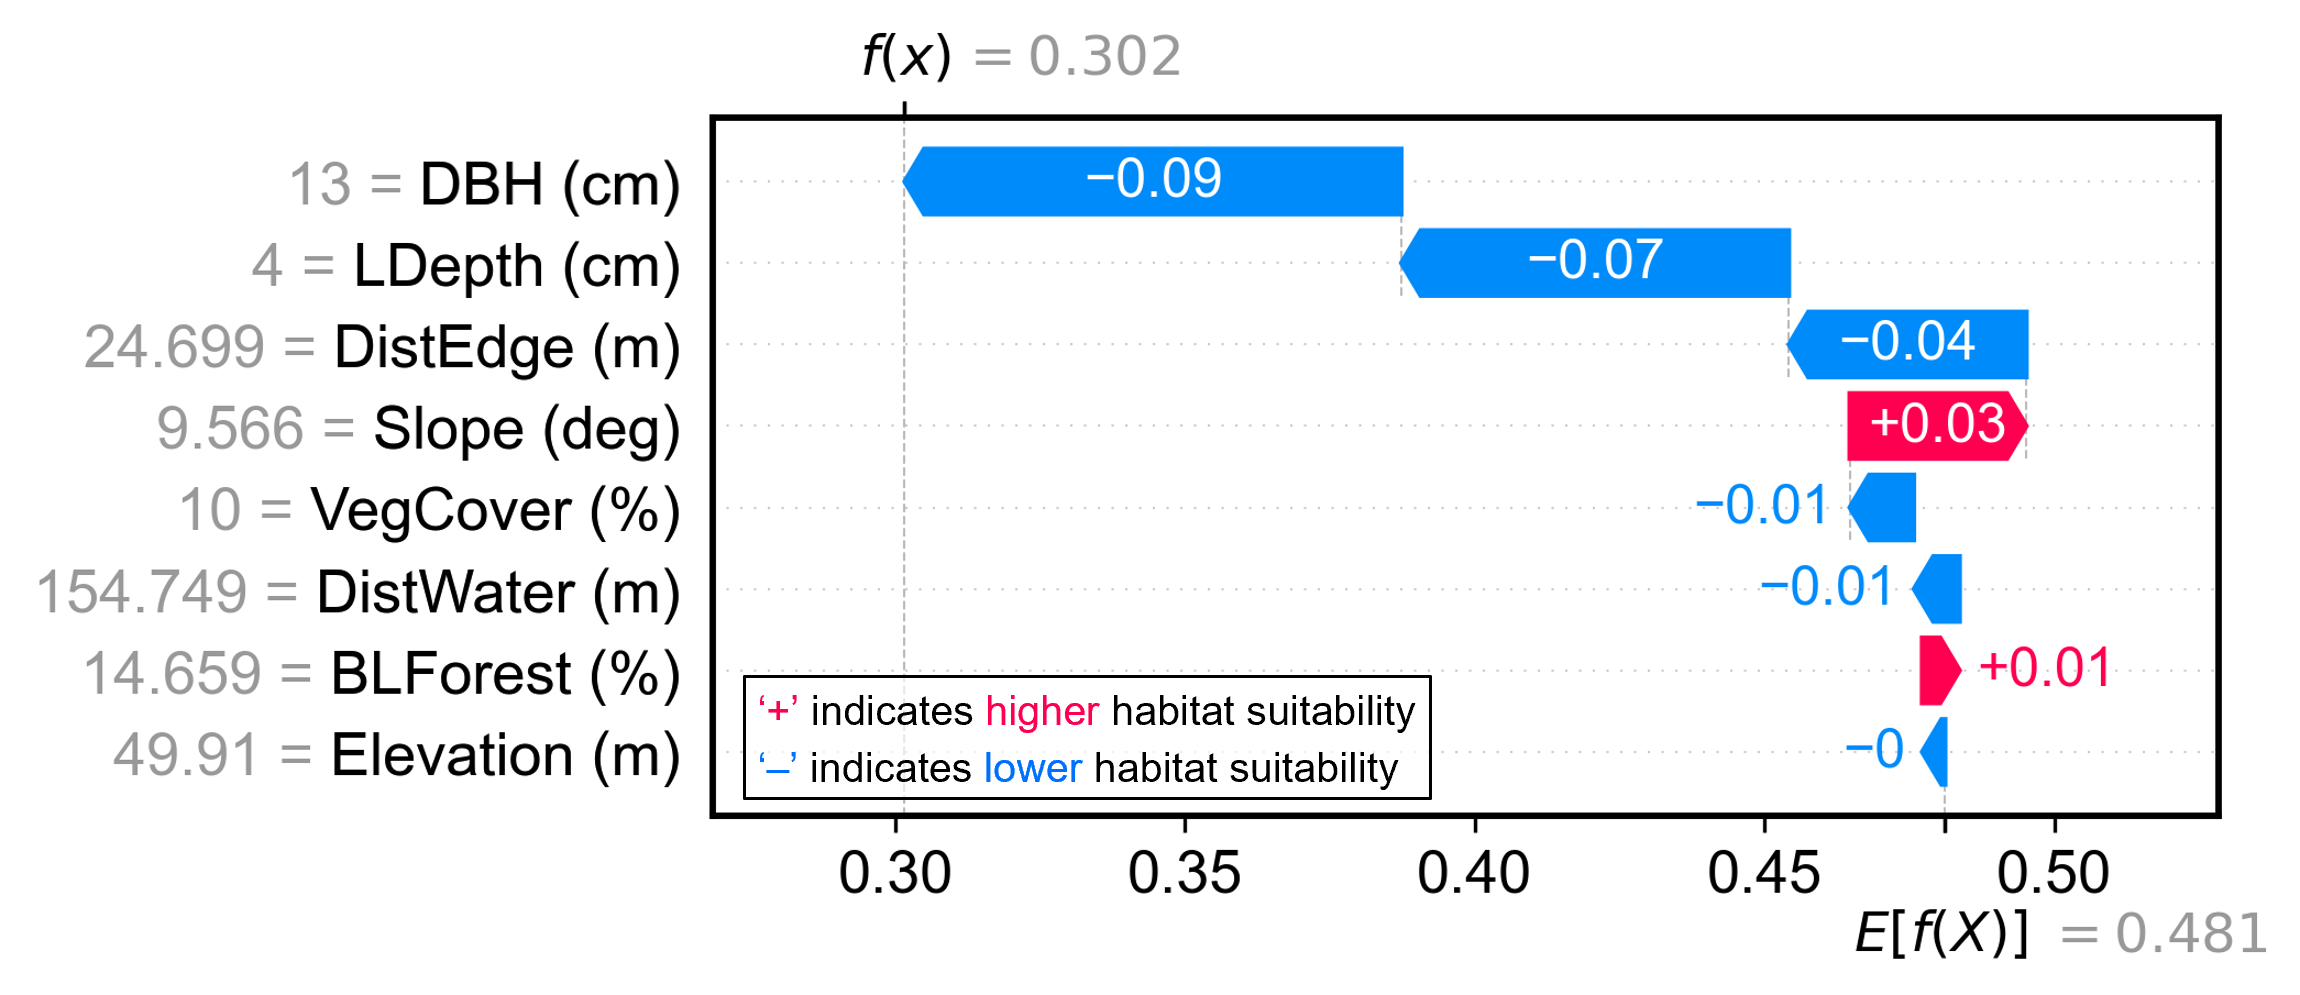 f(x) = 0.302
13 = DBH (cm)
−0.09
4 = LDepth (cm)
−0.07
24.699 = DistEdge (m)
−0.04
9.566 = Slope (deg)
+0.03
10 = VegCover (%)
−0.01
154.749 = DistWater (m)
−0.01
14.659 = BLForest (%)
+0.01
49.91 = Elevation (m)
−0
‘+’ indicates higher habitat suitability
‘–’ indicates lower habitat suitability
0.30 0.35 0.40 0.45 0.50
E[f(X)] = 0.481